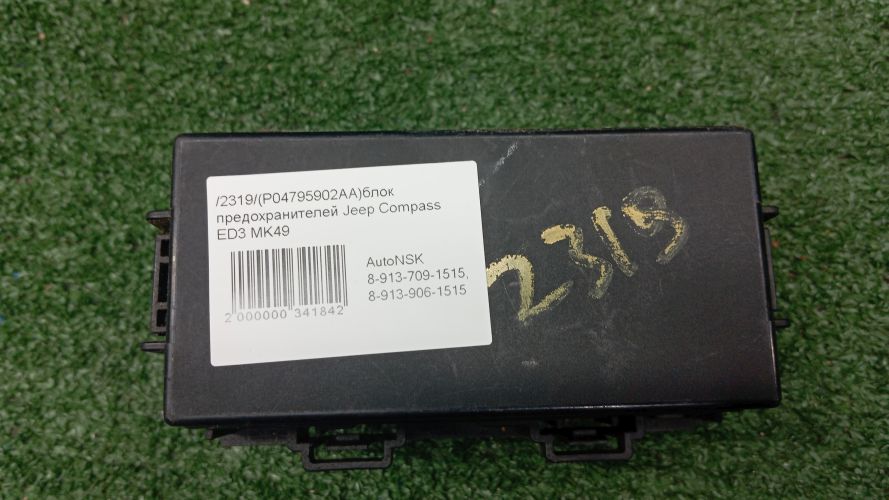 /2319/(P04795902AA)блок
предохранителей Jeep Compass
ED3 MK49
AutoNSK
8-913-709-1515,
8-913-906-1515
2 000000 341842
2319